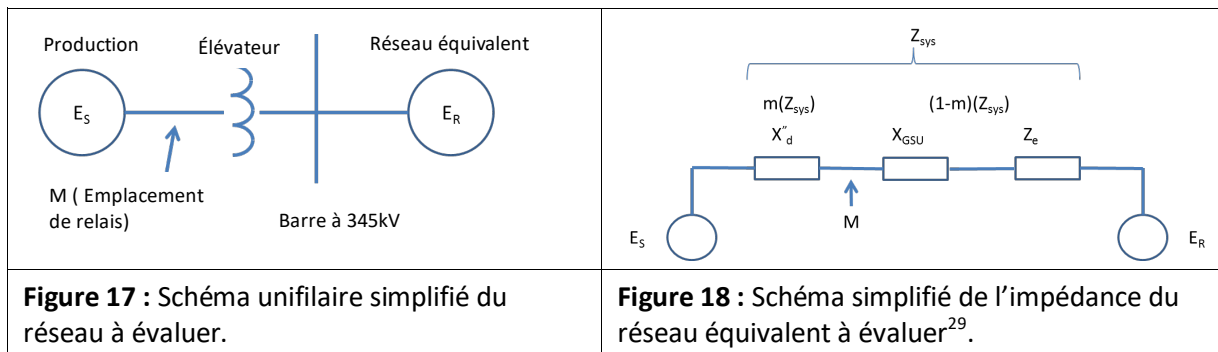 Production
Élévateur
Réseau équivalent
E_S
E_R
M ( Emplacement
de relais)
Barre à 345kV
Figure 17 : Schéma unifilaire simplifié du
réseau à évaluer.
Z_sys
m(Z_sys)
(1-m)(Z_sys)
X"_d
X_GSU
Z_e
M
E_S
E_R
Figure 18 : Schéma simplifié de l’impédance du
réseau équivalent à évaluer²⁹.